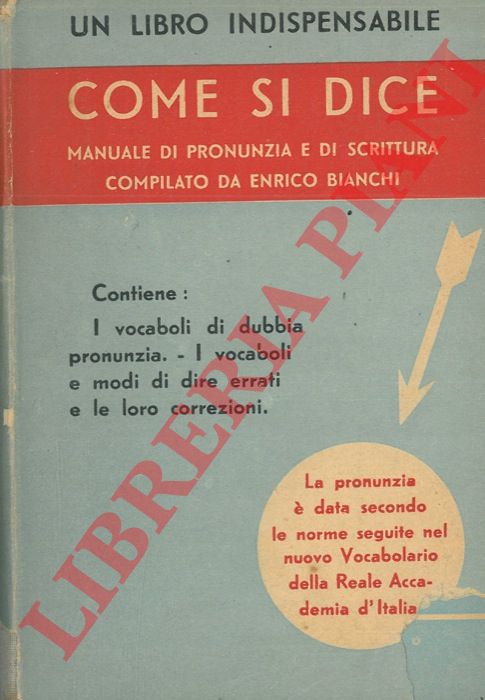 UN LIBRO INDISPENSABILE
COME SI DICE
MANUALE DI PRONUNZIA E DI SCRITTURA
COMPILATO DA ENRICO BIANCHI
Contiene :
I vocaboli di dubbia
pronunzia. - I vocaboli
e modi di dire errati
e le loro correzioni.
La pronunzia
è data secondo
le norme seguite nel
nuovo Vocabolario
della Reale Acca-
demia d'Italia
LIBRERIA PIANI